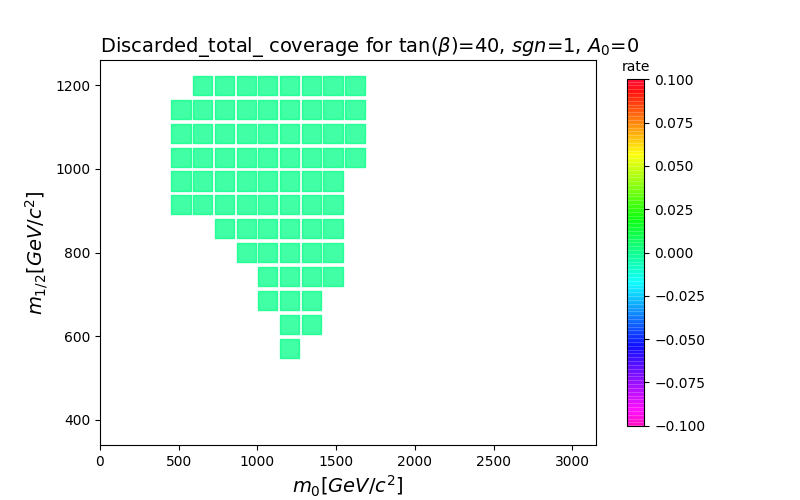 Discarded_total_ coverage for tan(β)=40, sgn=1, A₀=0
rate
1200
1000
800
600
400
m₁/₂[GeV/c²]
0 500 1000 1500 2000 2500 3000
m₀[GeV/c²]
0.100
0.075
0.050
0.025
0.000
−0.025
−0.050
−0.075
−0.100